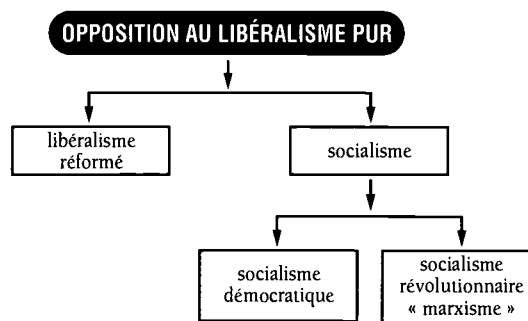 OPPOSITION AU LIBÉRALISME PUR
libéralisme
réformé
socialisme
socialisme
démocratique
socialisme
révolutionnaire
« marxisme »